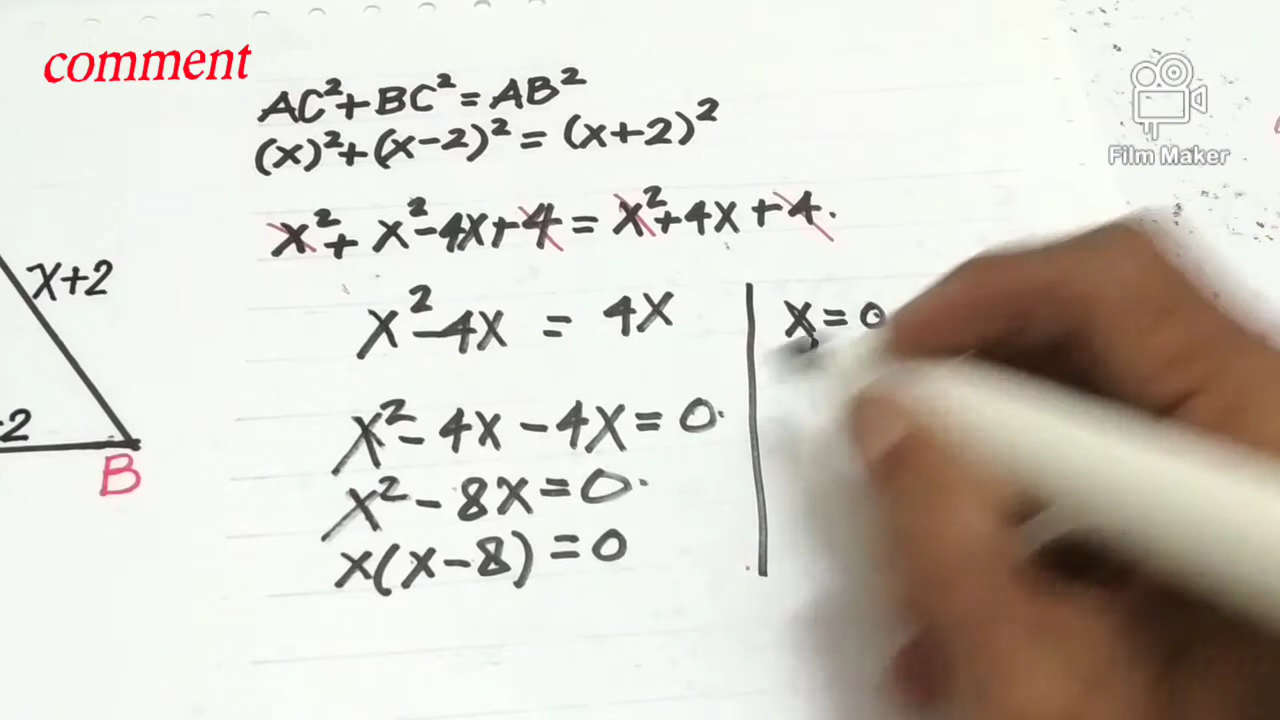 comment
AC²+BC²=AB²
(x)²+(x-2)²=(x+2)²
Film Maker
x²+x²-4x+4=x²+4x+4.
x+2
x²-4x = 4x
x=0
x²-4x-4x=0.
-2
B
x²-8x=0.
x(x-8)=0